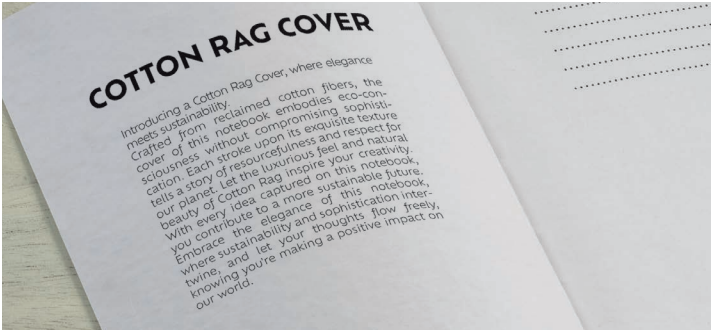 COTTON RAG COVER
Introducing a Cotton Rag Cover, where elegance
meets sustainability.
Crafted from reclaimed cotton fibers, the
cover of this notebook embodies eco-con-
sciousness without compromising sophisti-
cation. Each stroke upon its exquisite texture
tells a story of resourcefulness and respect for
our planet. Let the luxurious feel and natural
beauty of Cotton Rag inspire your creativity.
With every idea captured on this notebook,
you contribute to a more sustainable future.
Embrace the elegance of this notebook,
where sustainability and sophistication inter-
twine, and let your thoughts flow freely,
knowing you're making a positive impact on
our world.